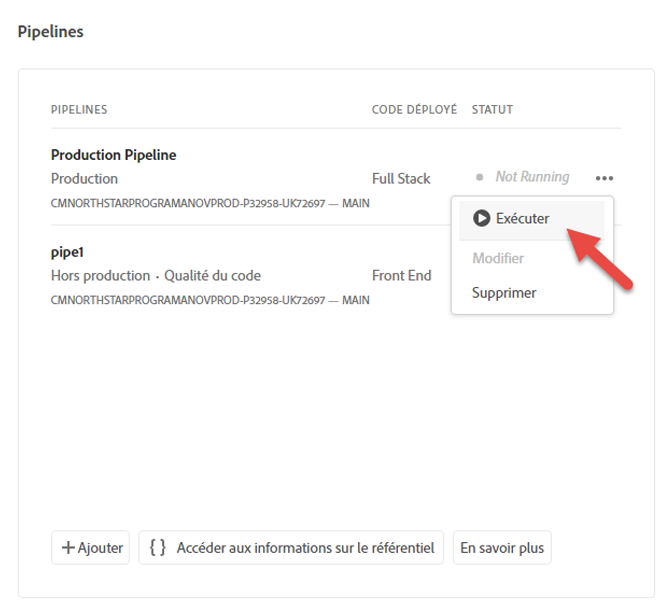 Pipelines
PIPELINES CODE DÉPLOYÉ STATUT
Production Pipeline
Production Full Stack Not Running
CMNORTHSTARPROGRAMANOVPROD-P32958-UK72697 — MAIN
Exécuter
pipe1
Modifier
Hors production · Qualité du code Front End
Supprimer
CMNORTHSTARPROGRAMANOVPROD-P32958-UK72697 — MAIN
Ajouter Accéder aux informations sur le référentiel En savoir plus